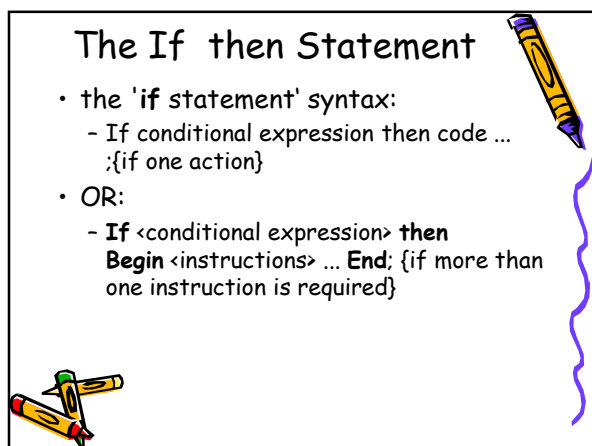 The If  then Statement
• the 'if statement' syntax:
– If conditional expression then code ...
;{if one action}
• OR:
– If <conditional expression> then
Begin <instructions> ... End; {if more than
one instruction is required}